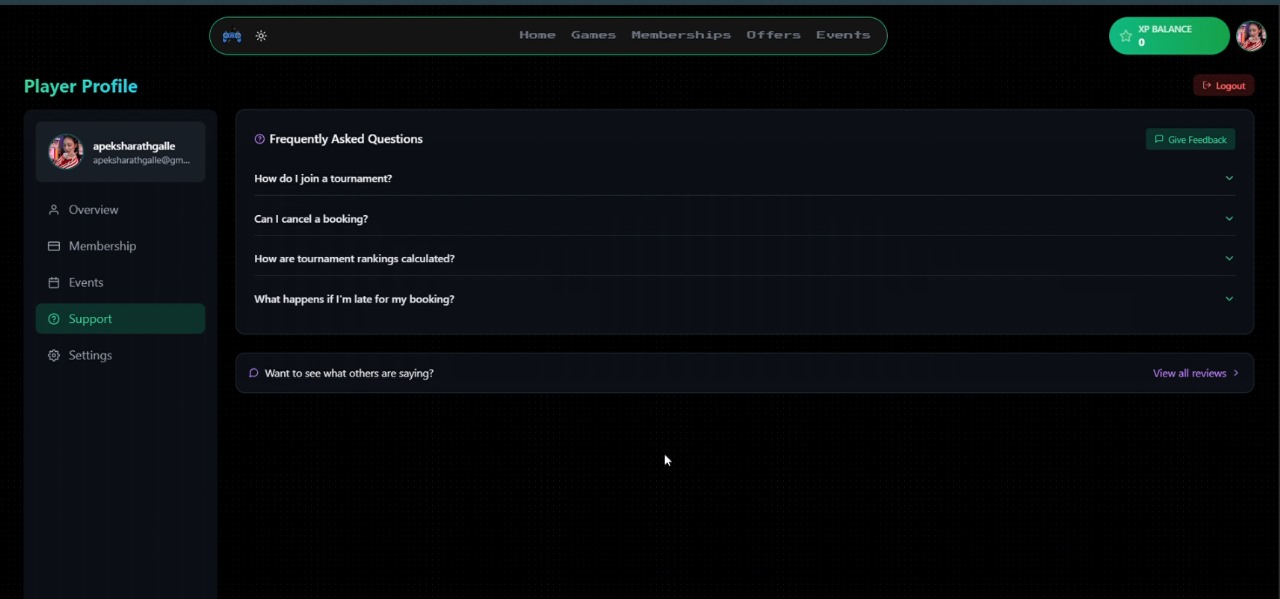 Home Games Memberships Offers Events
XP BALANCE
0
Player Profile
Logout
apeksharathgalle
apeksharathgalle@gm...
Overview
Membership
Events
Support
Settings
Frequently Asked Questions
Give Feedback
How do I join a tournament?
Can I cancel a booking?
How are tournament rankings calculated?
What happens if I'm late for my booking?
Want to see what others are saying?
View all reviews